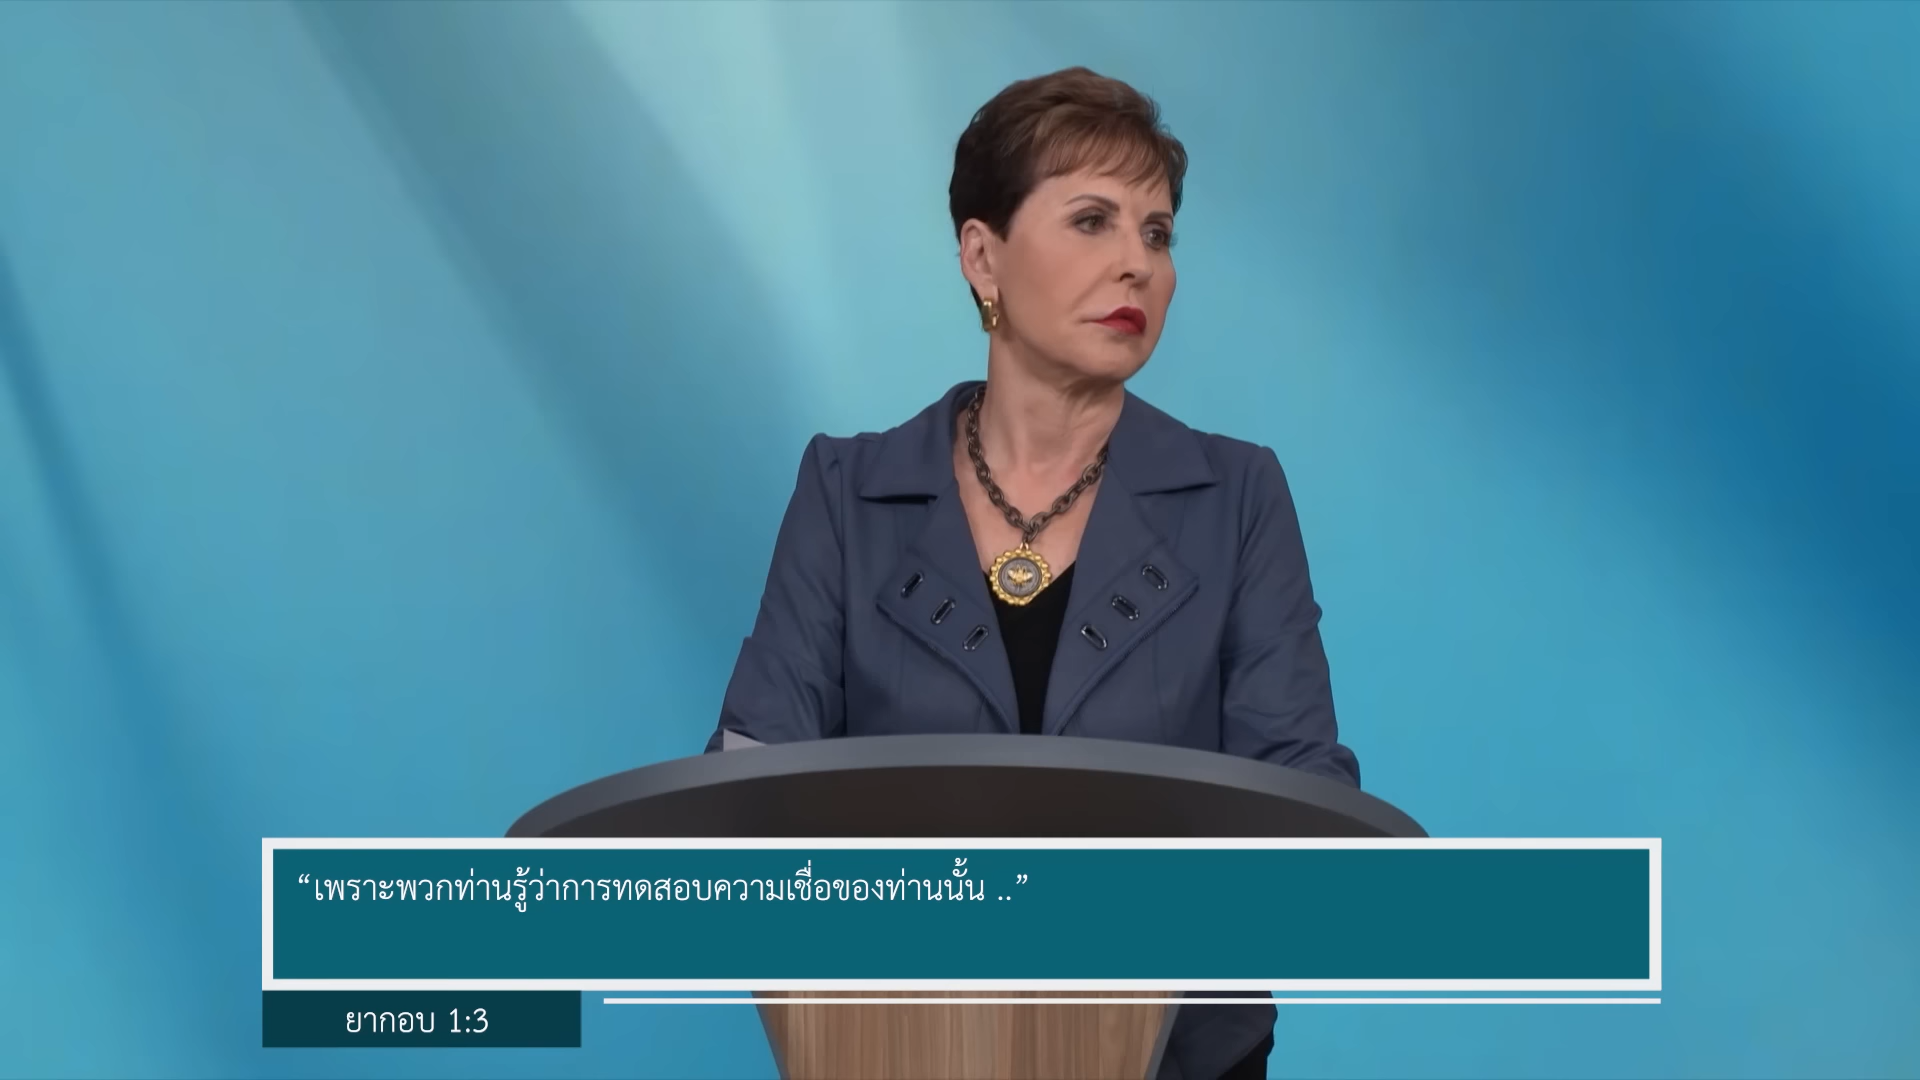 “เพราะพวกท่านรู้ว่าการทดสอบความเชื่อของท่านนั้น ..”
ยากอบ 1:3